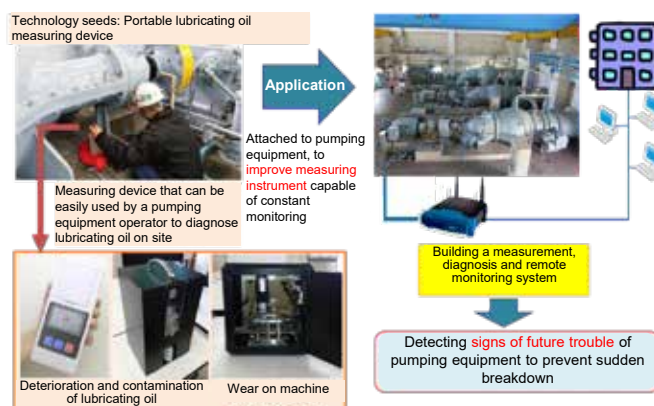 Technology seeds: Portable lubricating oil
measuring device
Application
Attached to pumping
equipment, to
improve measuring
instrument capable
of constant
monitoring
Measuring device that can be
easily used by a pumping
equipment operator to diagnose
lubricating oil on site
Deterioration and contamination
of lubricating oil
Wear on machine
Building a measurement,
diagnosis and remote
monitoring system
Detecting signs of future trouble of
pumping equipment to prevent sudden
breakdown